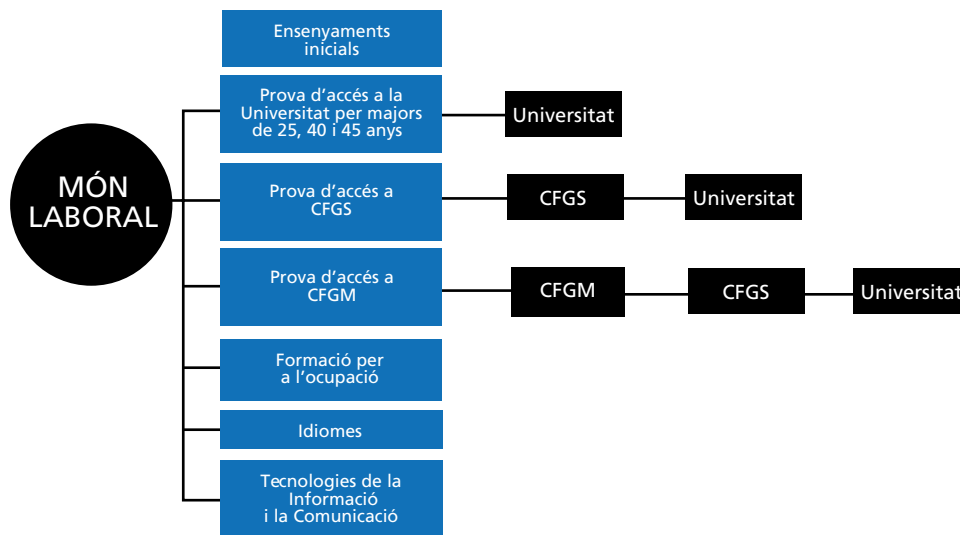 Ensenyaments
inicials
Prova d'accés a la
Universitat per majors
de 25, 40 i 45 anys
Universitat
MÓN
LABORAL
Prova d'accés a
CFGS
CFGS
Universitat
Prova d'accés a
CFGM
CFGM
CFGS
Universitat
Formació per
a l'ocupació
Idiomes
Tecnologies de la
Informació
i la Comunicació